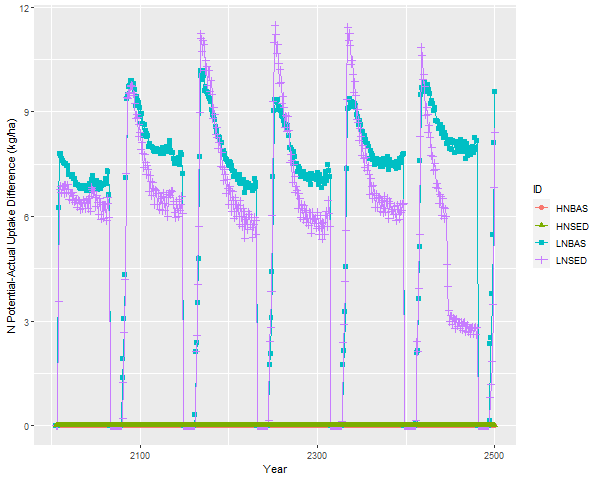 12
9
6
3
0
N Potential-Actual Uptake Difference (kg/ha)
2100
2300
2500
Year
ID
HNBAS
HNSED
LNBAS
LNSED